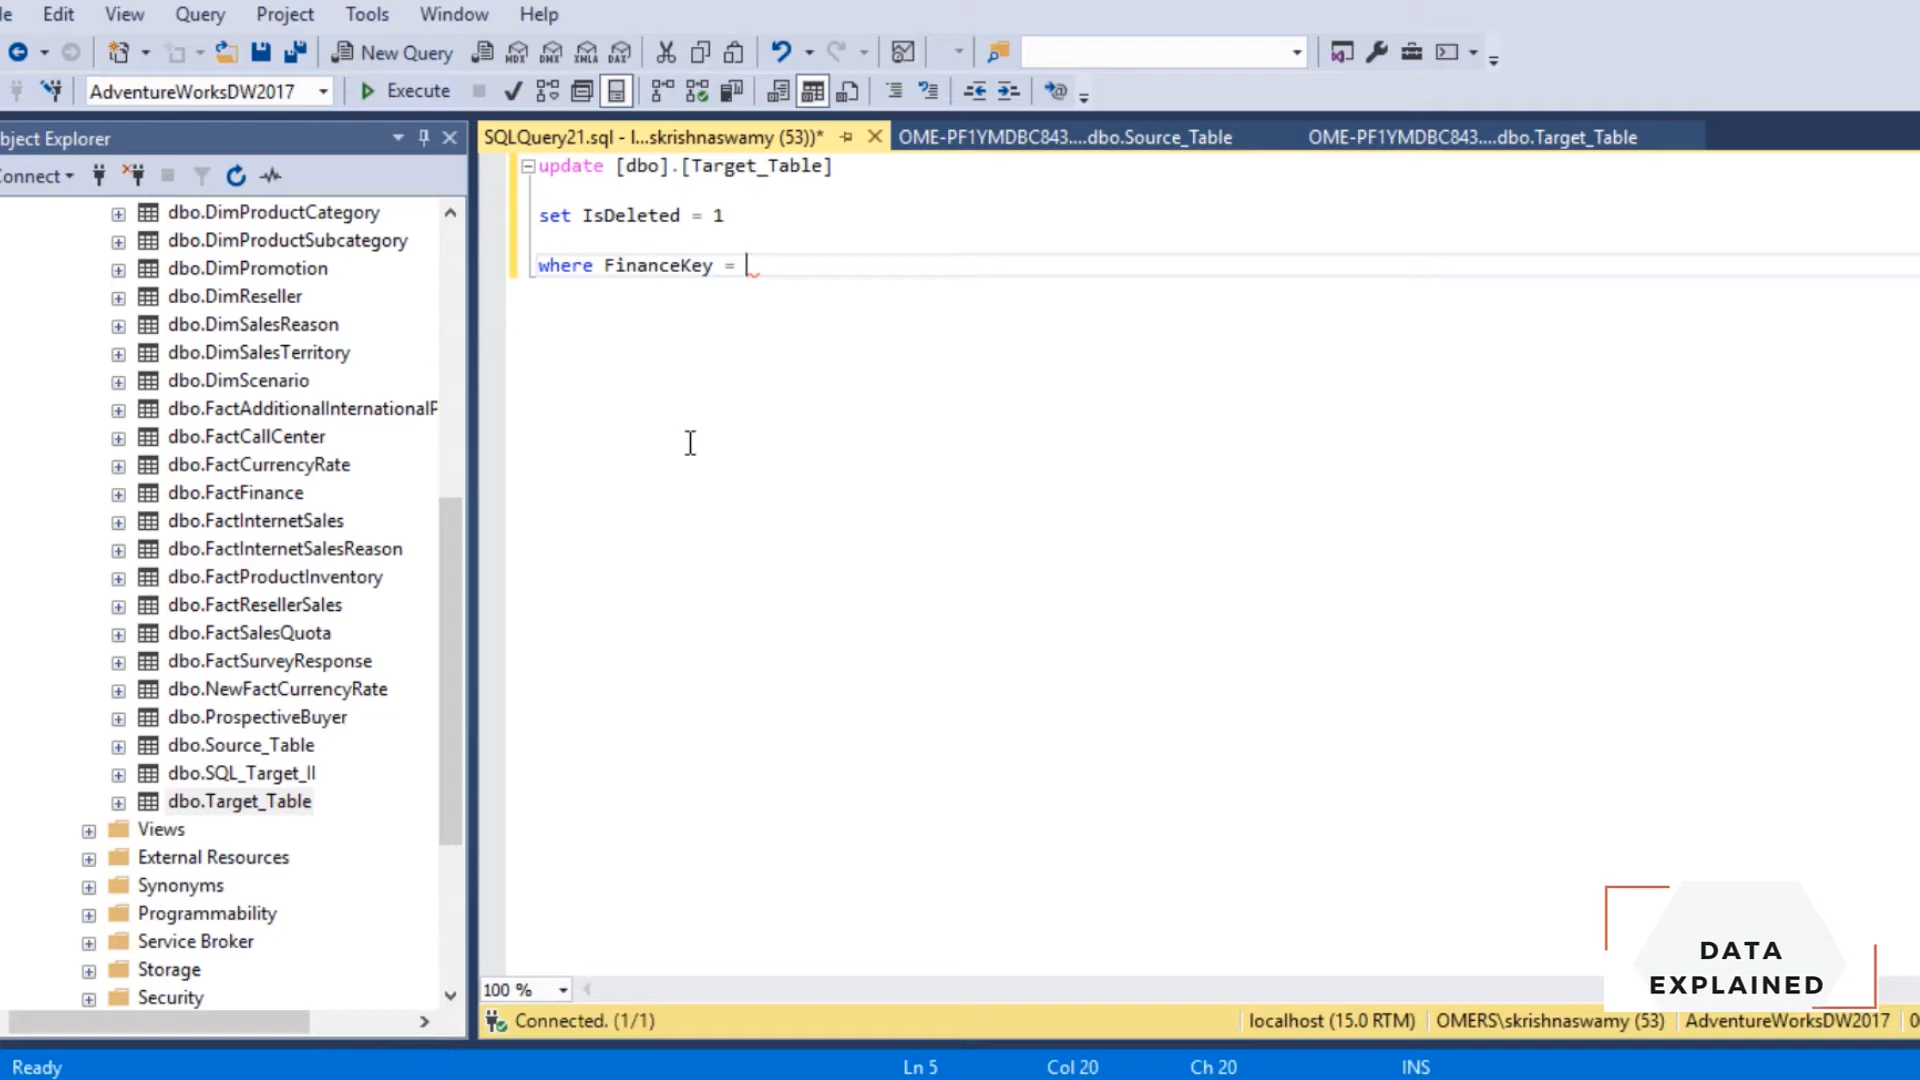 le Edit View Query Project Tools Window Help
New Query MDX DMX XMLA DAX
AdventureWorksDW2017 Execute
bject Explorer
SQLQuery21.sql - l...skrishnaswamy (53))* OME-PF1YMDBC843....dbo.Source_Table OME-PF1YMDBC843....dbo.Target_Table
onnect
dbo.DimProductCategory
dbo.DimProductSubcategory
dbo.DimPromotion
dbo.DimReseller
dbo.DimSalesReason
dbo.DimSalesTerritory
dbo.DimScenario
dbo.FactAdditionalInternationalP
dbo.FactCallCenter
dbo.FactCurrencyRate
dbo.FactFinance
dbo.FactInternetSales
dbo.FactInternetSalesReason
dbo.FactProductInventory
dbo.FactResellerSales
dbo.FactSalesQuota
dbo.FactSurveyResponse
dbo.NewFactCurrencyRate
dbo.ProspectiveBuyer
dbo.Source_Table
dbo.SQL_Target_II
dbo.Target_Table
Views
External Resources
Synonyms
Programmability
Service Broker
Storage
Security
update [dbo].[Target_Table]
set IsDeleted = 1
where FinanceKey =
DATA
EXPLAINED
100 %
Connected. (1/1) localhost (15.0 RTM) OMERS\skrishnaswamy (53) AdventureWorksDW2017 0
Ready Ln 5 Col 20 Ch 20 INS